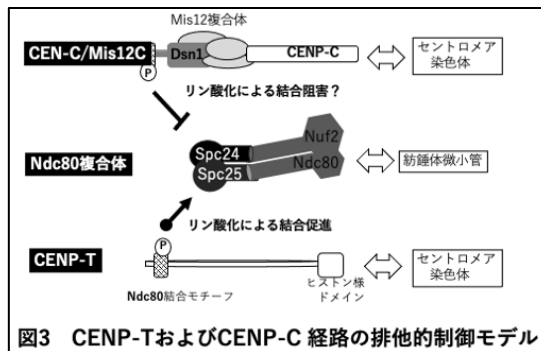 Mis12複合体
CEN-C/Mis12C
Dsn1
CENP-C
セントロメア
染色体
P
リン酸化による結合阻害？
Nuf2
Spc24
Ndc80複合体
Ndc80
紡錘体微小管
Spc25
リン酸化による結合促進
P
CENP-T
セントロメア
染色体
Ndc80結合モチーフ
ヒストン様
ドメイン
図3 CENP-TおよびCENP-C 経路の排他的制御モデル